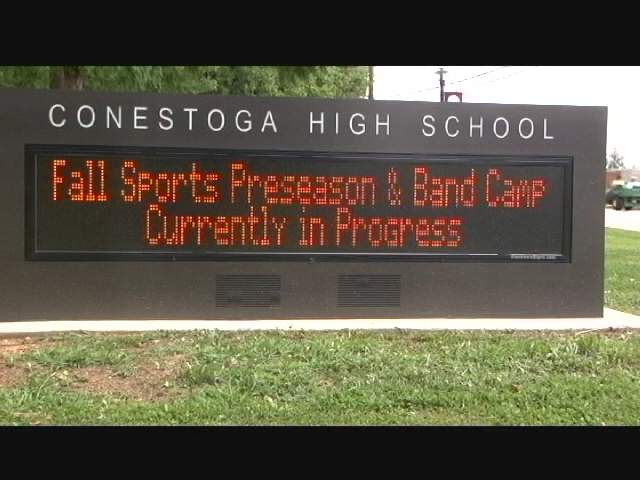 CONESTOGA HIGH SCHOOL
Fall Sports Preseason & Band Camp
Currently in Progress